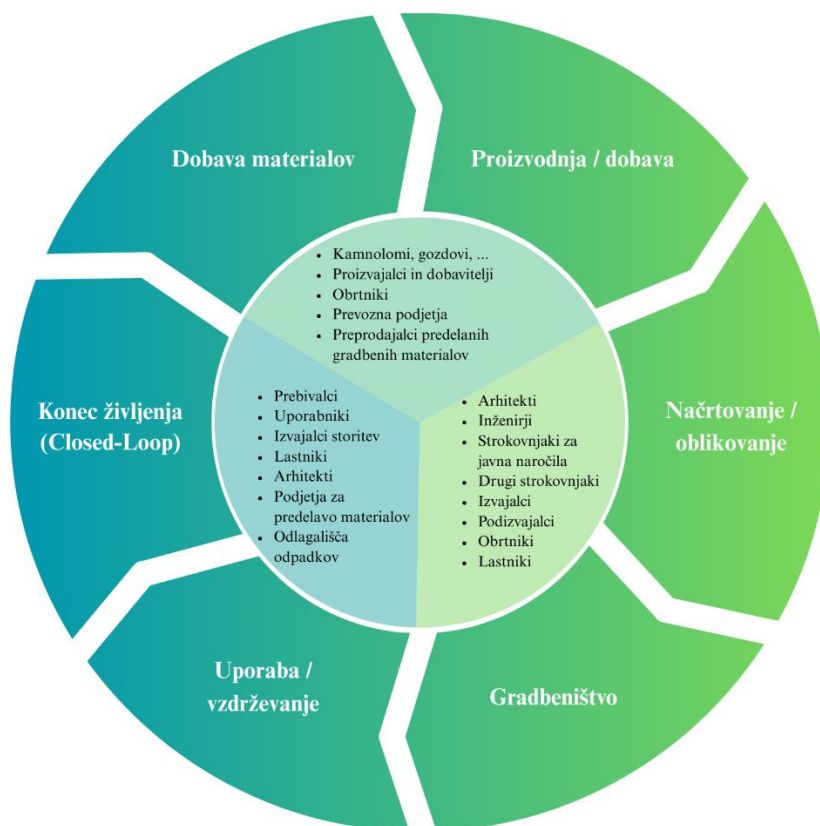 Dobava materialov
Proizvodnja / dobava
• Kamnolomi, gozdovi, ...
• Proizvajalci in dobavitelji
• Obrtniki
• Prevozna podjetja
• Preprodajalci predelanih
gradbenih materialov
Konec življenja
(Closed-Loop)
• Prebivalci
• Uporabniki
• Izvajalci storitev
• Lastniki
• Arhitekti
• Podjetja za
predelavo materialov
• Odlagališča
odpadkov
• Arhitekti
• Inženirji
• Strokovnjaki za
javna naročila
• Drugi strokovnjaki
• Izvajalci
• Podizvajalci
• Obrtniki
• Lastniki
Načrtovanje /
oblikovanje
Uporaba /
vzdrževanje
Gradbeništvo